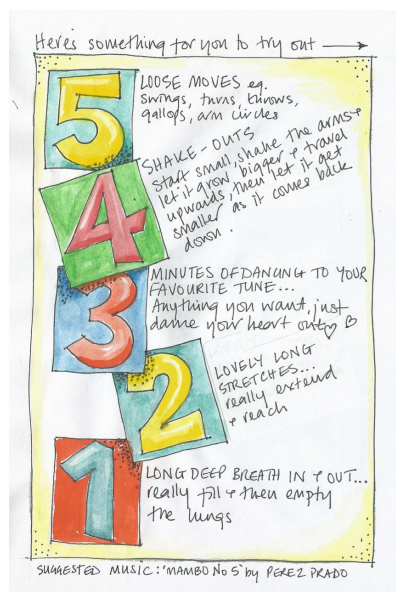 Here's something for you to try out
5
LOOSE MOVES eg.
swings, turns, throws,
gallops, arm circles
4
SHAKE-OUTS
Start small, shake the arms &
let it grow bigger & travel
upwards, then let it get
smaller as it comes back
down.
3
MINUTES OF DANCING TO YOUR
FAVOURITE TUNE...
Anything you want, just
dance your heart out
2
LOVELY LONG
STRETCHES...
really extend
& reach
1
LONG DEEP BREATH IN & OUT...
really fill & then empty
the lungs
SUGGESTED MUSIC: 'MAMBO No 5' by PEREZ PRADO